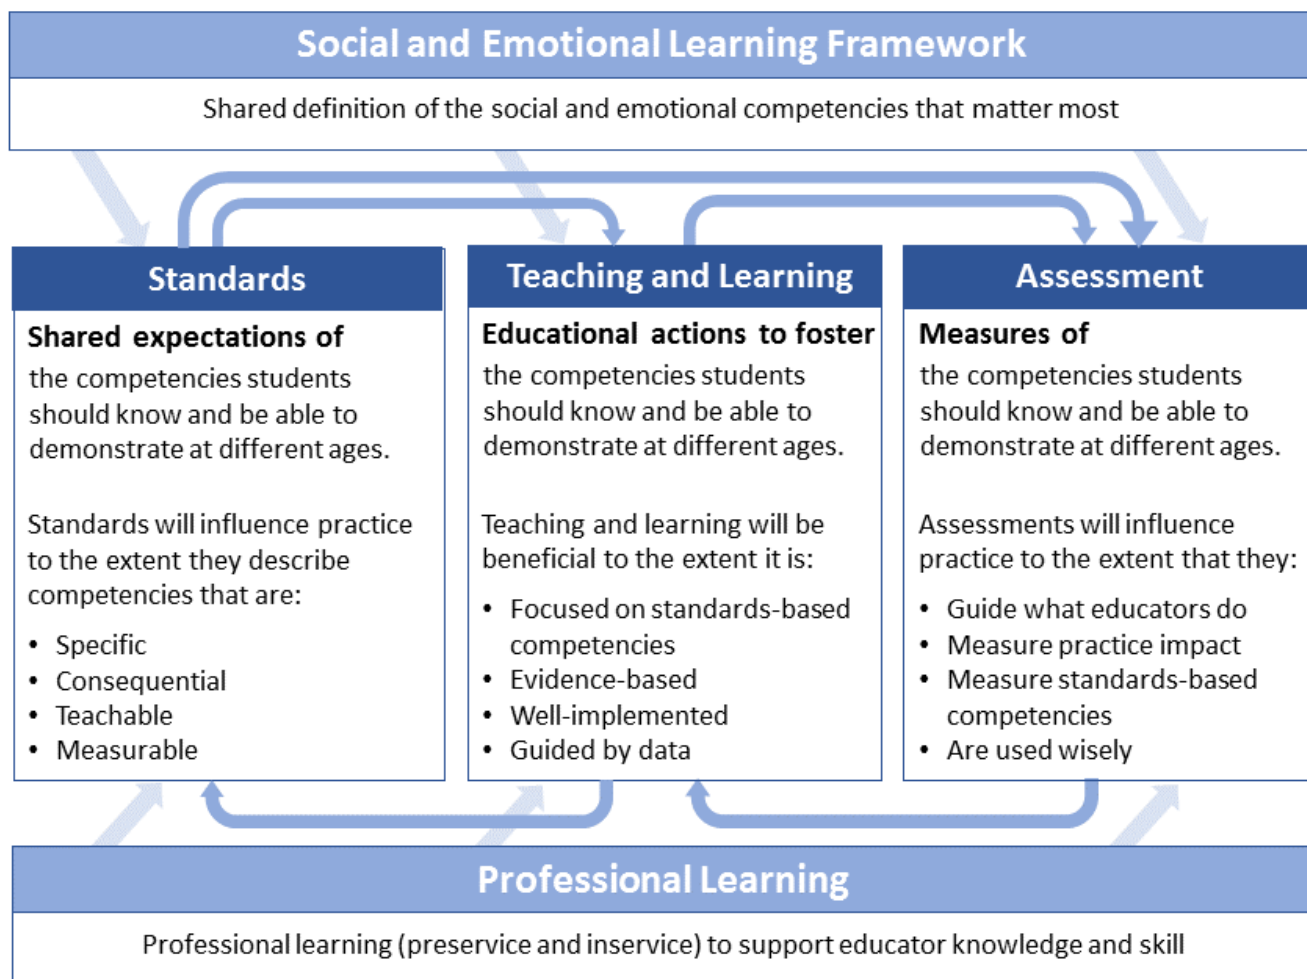 Social and Emotional Learning Framework
Shared definition of the social and emotional competencies that matter most
Standards
Shared expectations of
the competencies students
should know and be able to
demonstrate at different ages.
Standards will influence practice
to the extent they describe
competencies that are:
• Specific
• Consequential
• Teachable
• Measurable
Teaching and Learning
Educational actions to foster
the competencies students
should know and be able to
demonstrate at different ages.
Teaching and learning will be
beneficial to the extent it is:
• Focused on standards-based
competencies
• Evidence-based
• Well-implemented
• Guided by data
Assessment
Measures of
the competencies students
should know and be able to
demonstrate at different ages.
Assessments will influence
practice to the extent that they:
• Guide what educators do
• Measure practice impact
• Measure standards-based
competencies
• Are used wisely
Professional Learning
Professional learning (preservice and inservice) to support educator knowledge and skill